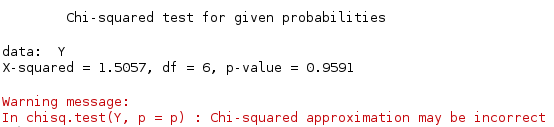 Chi-squared test for given probabilities
data:  Y
X-squared = 1.5057, df = 6, p-value = 0.9591
Warning message:
In chisq.test(Y, p = p) : Chi-squared approximation may be incorrect